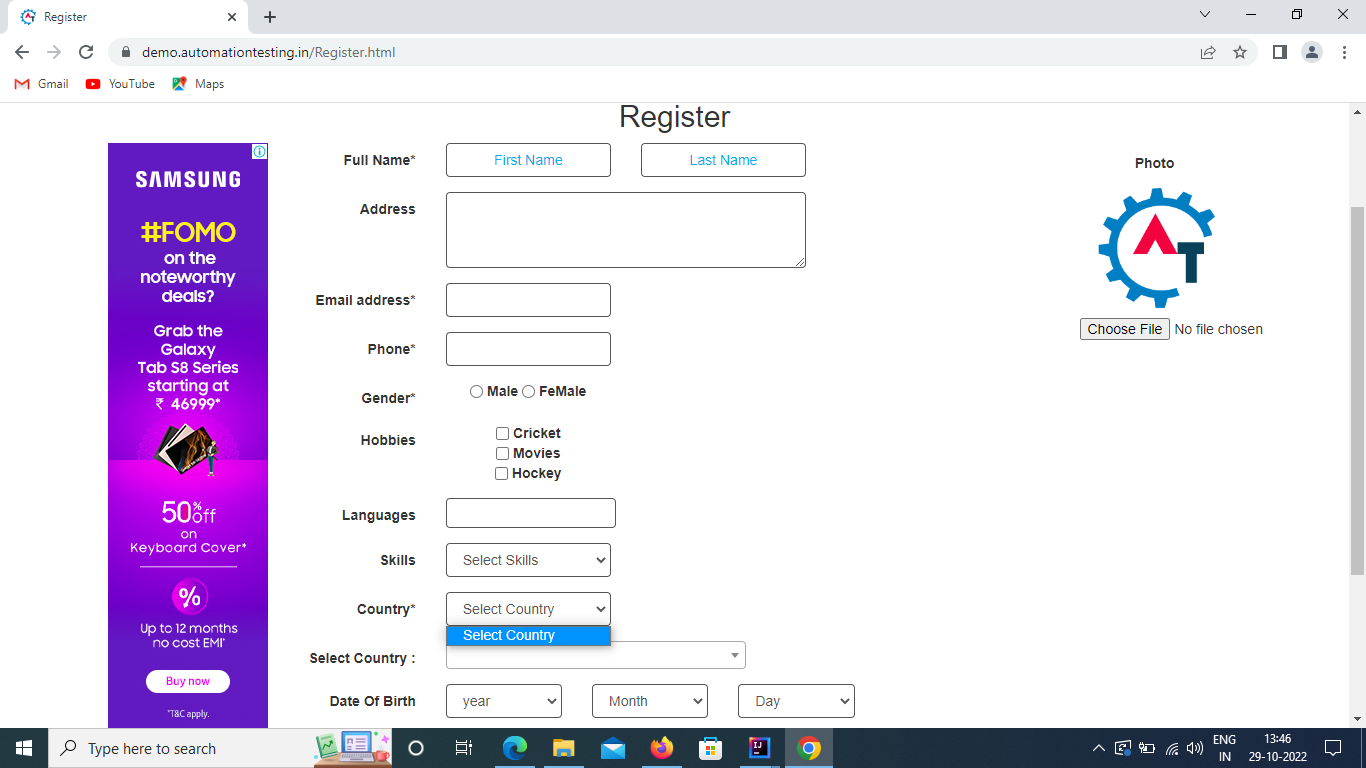 Register
demo.automationtesting.in/Register.html
Gmail
YouTube
Maps
Register
SAMSUNG
#FOMO
on the
noteworthy
deals?
Grab the
Galaxy
Tab S8 Series
starting at
₹ 46999*
50% off
on
Keyboard Cover*
%
Up to 12 months
no cost EMI*
Buy now
*T&C apply.
Full Name*
First Name
Last Name
Address
Email address*
Phone*
Gender*
Male
FeMale
Hobbies
Cricket
Movies
Hockey
Languages
Skills
Select Skills
Country*
Select Country
Select Country
Select Country :
Date Of Birth
year
Month
Day
Photo
AT
Choose File
No file chosen
Type here to search
IJ
ENG
IN
13:46
29-10-2022